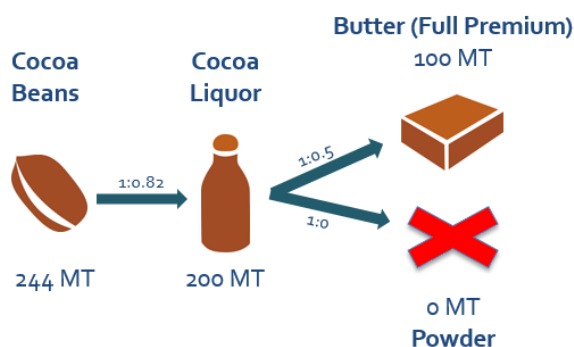 Butter (Full Premium)
100 MT
Cocoa
Beans
Cocoa
Liquor
1:0.82
1:0.5
1:0
244 MT
200 MT
0 MT
Powder